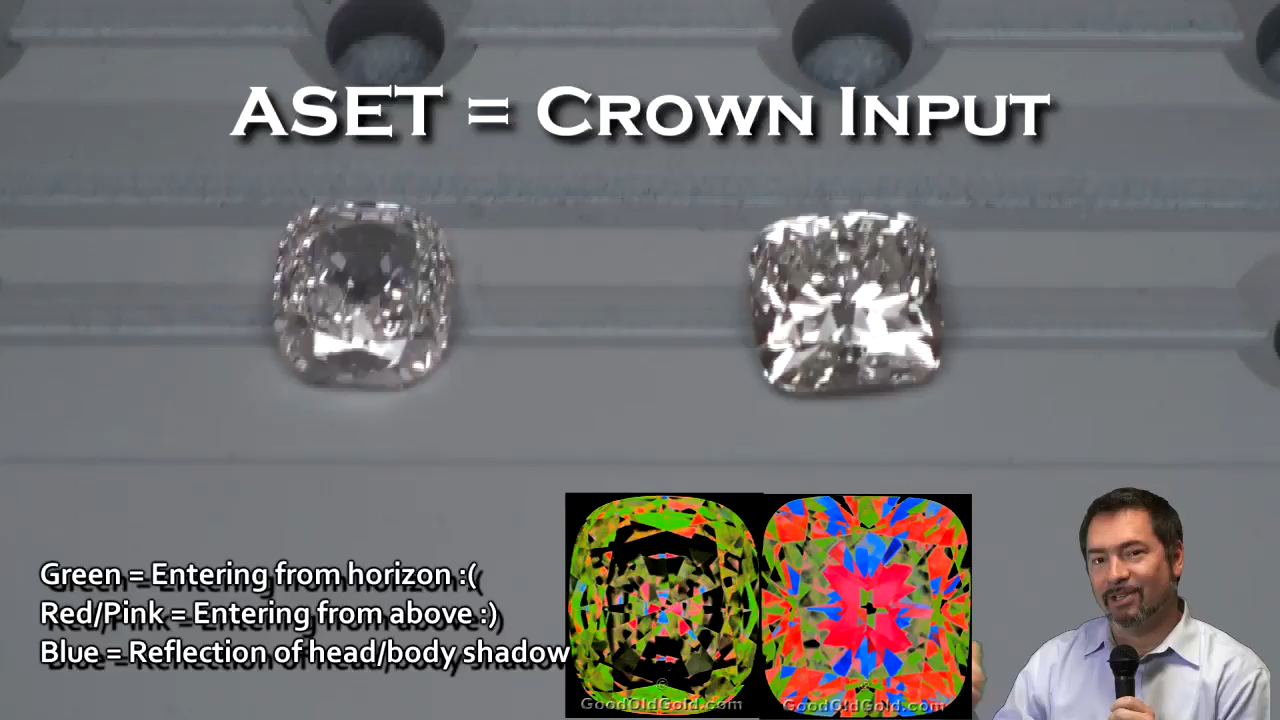 ASET = Crown Input
Green = Entering from horizon :(
Red/Pink = Entering from above :)
Blue = Reflection of head/body shadow
© ©
GoodOldGold.com GoodOldGold.com